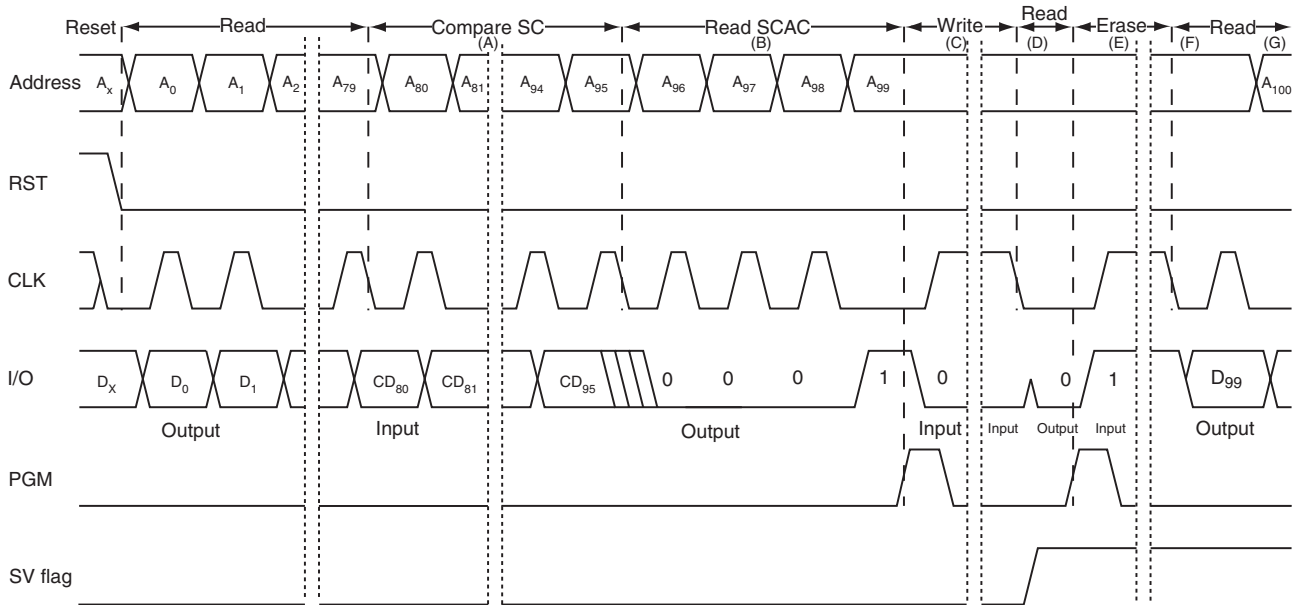 Reset Read Compare SC Read SCAC Write Read Erase Read
(A) (B) (C) (D) (E) (F) (G)
Address Aₓ A₀ A₁ A₂ A₇₉ A₈₀ A₈₁ A₉₄ A₉₅ A₉₆ A₉₇ A₉₈ A₉₉ A₁₀₀
RST
CLK
I/O Dₓ D₀ D₁ CD₈₀ CD₈₁ CD₉₅ 0 0 0 1 0 0 1 D₉₉
Output Input Output Input Input Output Input Output
PGM
SV flag